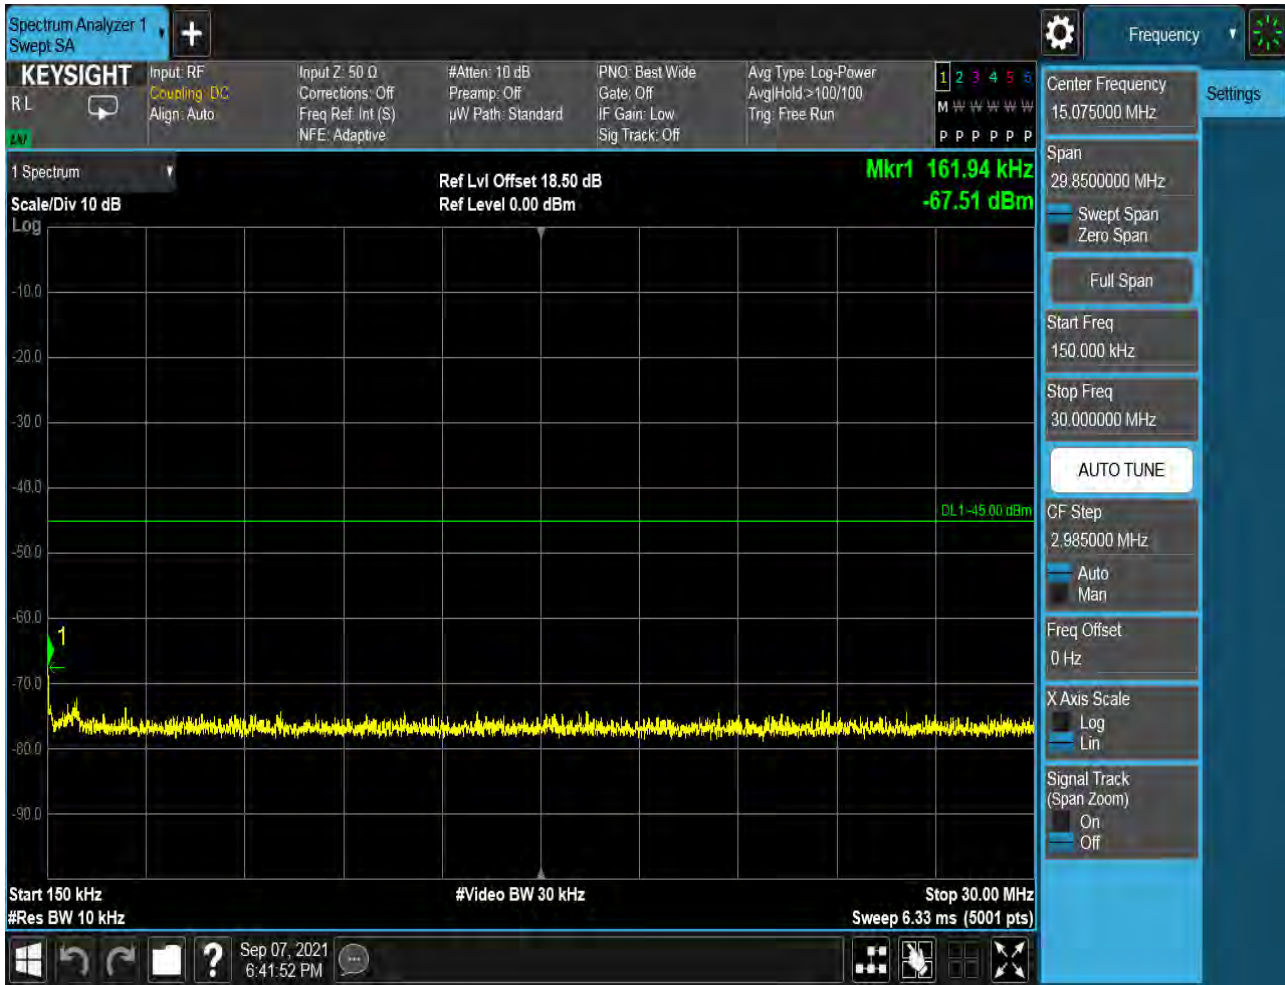 Spectrum Analyzer 1
Swept SA
Frequency
KEYSIGHT
R L
Input: RF
Coupling: DC
Align: Auto
Input Z: 50 Ω
Corrections: Off
Freq Ref: Int (S)
NFE: Adaptive
#Atten: 10 dB
Preamp: Off
µW Path: Standard
PNO: Best Wide
Gate: Off
IF Gain: Low
Sig Track: Off
Avg Type: Log-Power
Avg|Hold:>100/100
Trig: Free Run
1 2 3 4 5 6
M W W W W W
P P P P P P
1 Spectrum
Scale/Div 10 dB
Log
Ref Lvl Offset 18.50 dB
Ref Level 0.00 dBm
Mkr1 161.94 kHz
-67.51 dBm
-10.0
-20.0
-30.0
-40.0
DL1 -45.00 dBm
-50.0
-60.0
1
-70.0
-80.0
-90.0
Start 150 kHz
#Res BW 10 kHz
#Video BW 30 kHz
Stop 30.00 MHz
Sweep 6.33 ms (5001 pts)
?
Sep 07, 2021
6:41:52 PM
Center Frequency
15.075000 MHz
Settings
Span
29.8500000 MHz
Swept Span
Zero Span
Full Span
Start Freq
150.000 kHz
Stop Freq
30.000000 MHz
AUTO TUNE
CF Step
2.985000 MHz
Auto
Man
Freq Offset
0 Hz
X Axis Scale
Log
Lin
Signal Track
(Span Zoom)
On
Off